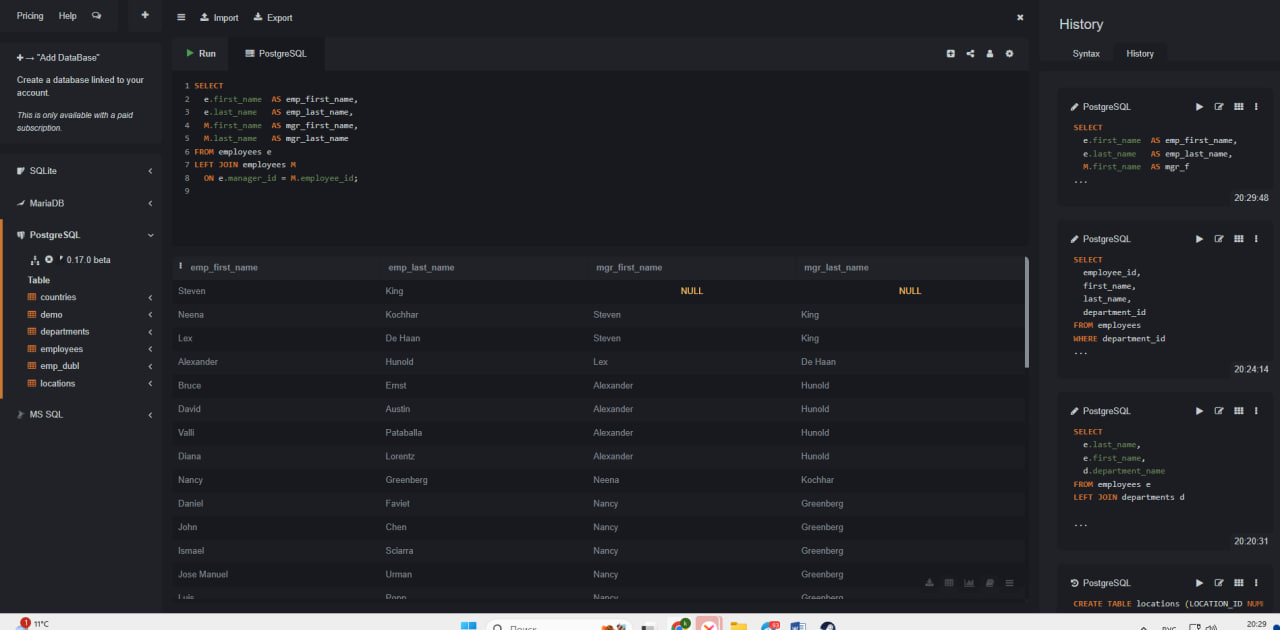 Pricing
Help
"Add DataBase"
Create a database linked to your
account.
This is only available with a paid
subscription.
SQLite
MariaDB
PostgreSQL
0.17.0 beta
Table
countries
demo
departments
employees
emp_dubl
locations
MS SQL
Import
Export
Run
PostgreSQL
1 SELECT
2 e.first_name AS emp_first_name,
3 e.last_name AS emp_last_name,
4 M.first_name AS mgr_first_name,
5 M.last_name AS mgr_last_name
6 FROM employees e
7 LEFT JOIN employees M
8 ON e.manager_id = M.employee_id;
9
emp_first_name emp_last_name mgr_first_name mgr_last_name
Steven King NULL NULL
Neena Kochhar Steven King
Lex De Haan Steven King
Alexander Hunold Lex De Haan
Bruce Ernst Alexander Hunold
David Austin Alexander Hunold
Valli Pataballa Alexander Hunold
Diana Lorentz Alexander Hunold
Nancy Greenberg Neena Kochhar
Daniel Faviet Nancy Greenberg
John Chen Nancy Greenberg
Ismael Sciarra Nancy Greenberg
Jose Manuel Urman Nancy Greenberg
Luis Popp Nancy Greenberg
History
Syntax History
PostgreSQL
SELECT
e.first_name AS emp_first_name,
e.last_name AS emp_last_name,
M.first_name AS mgr_f
...
20:29:48
PostgreSQL
SELECT
employee_id,
first_name,
last_name,
department_id
FROM employees
WHERE department_id
...
20:24:14
PostgreSQL
SELECT
e.last_name,
e.first_name,
d.department_name
FROM employees e
LEFT JOIN departments d
...
20:20:31
PostgreSQL
CREATE TABLE locations (LOCATION_ID NUM
1
11°C
Поиск
РУС
20:29